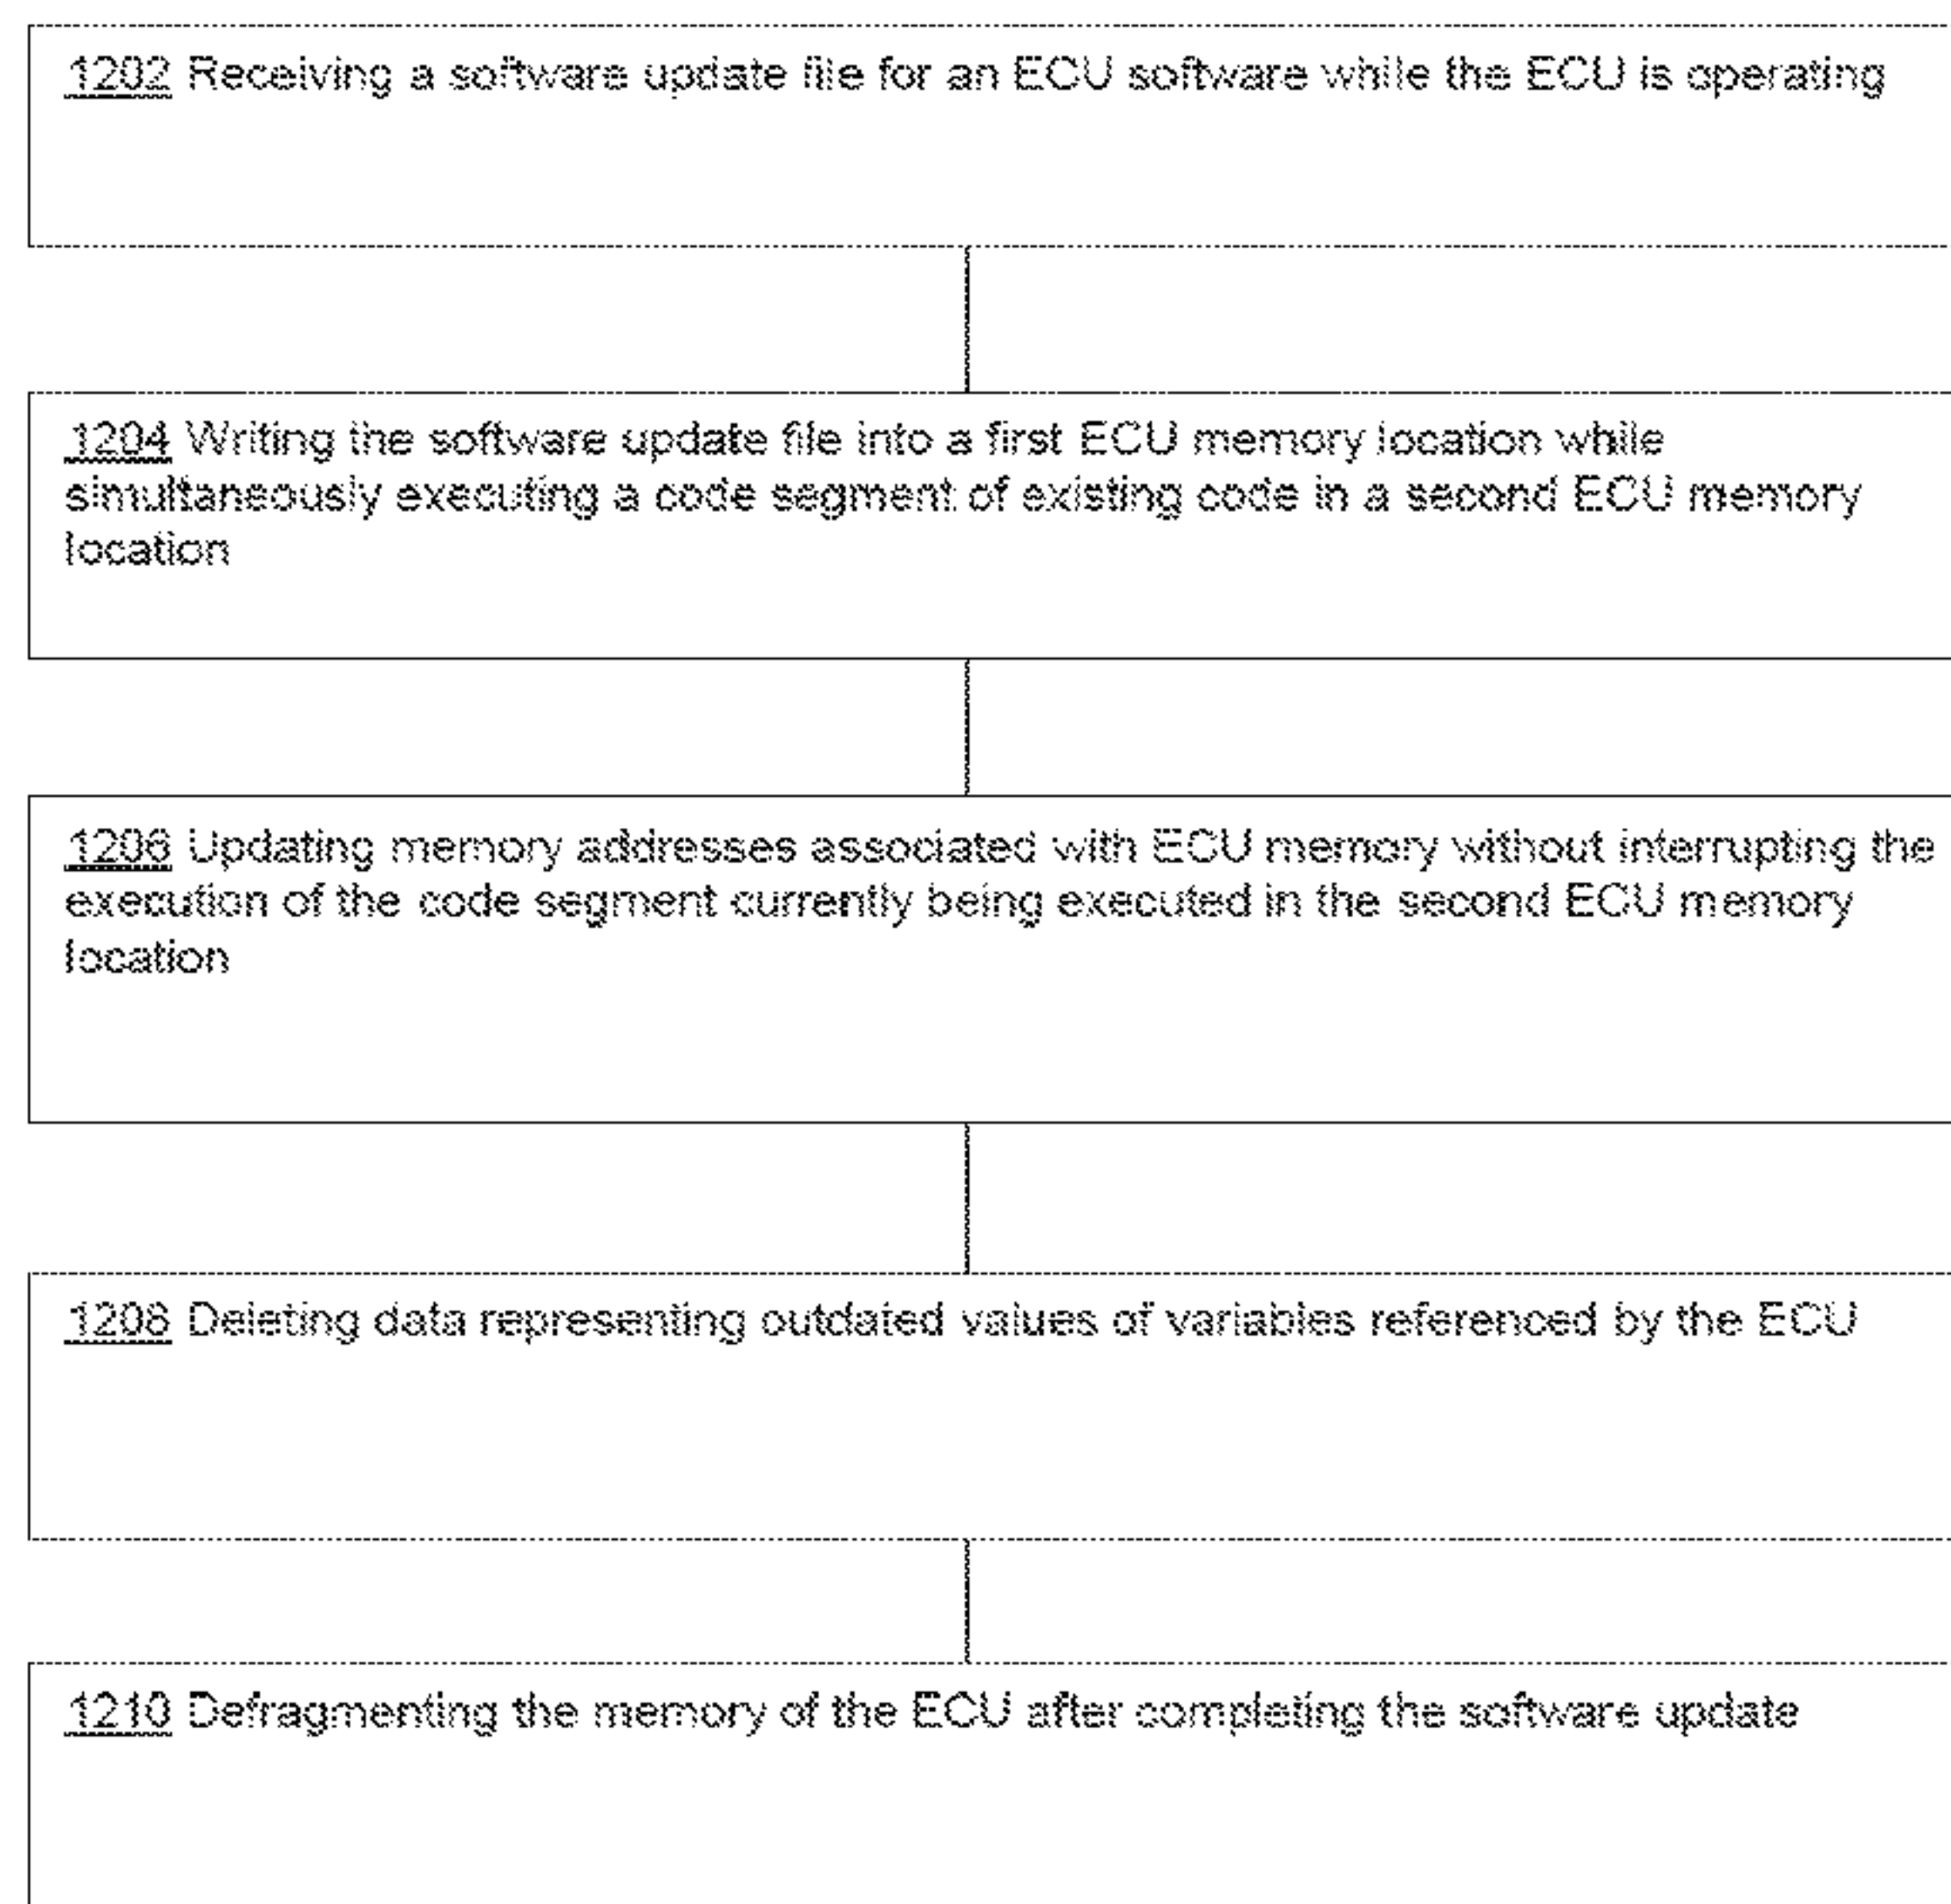 1202 Receiving a software update file for an ECU software while the ECU is operating
1204 Writing the software update file into a first ECU memory location while
simultaneously executing a code segment of existing code in a second ECU memory
location
1206 Updating memory addresses associated with ECU memory without interrupting the
execution of the code segment currently being executed in the second ECU memory
location
1208 Deleting data representing outdated values of variables referenced by the ECU
1210 Defragmenting the memory of the ECU after completing the software update